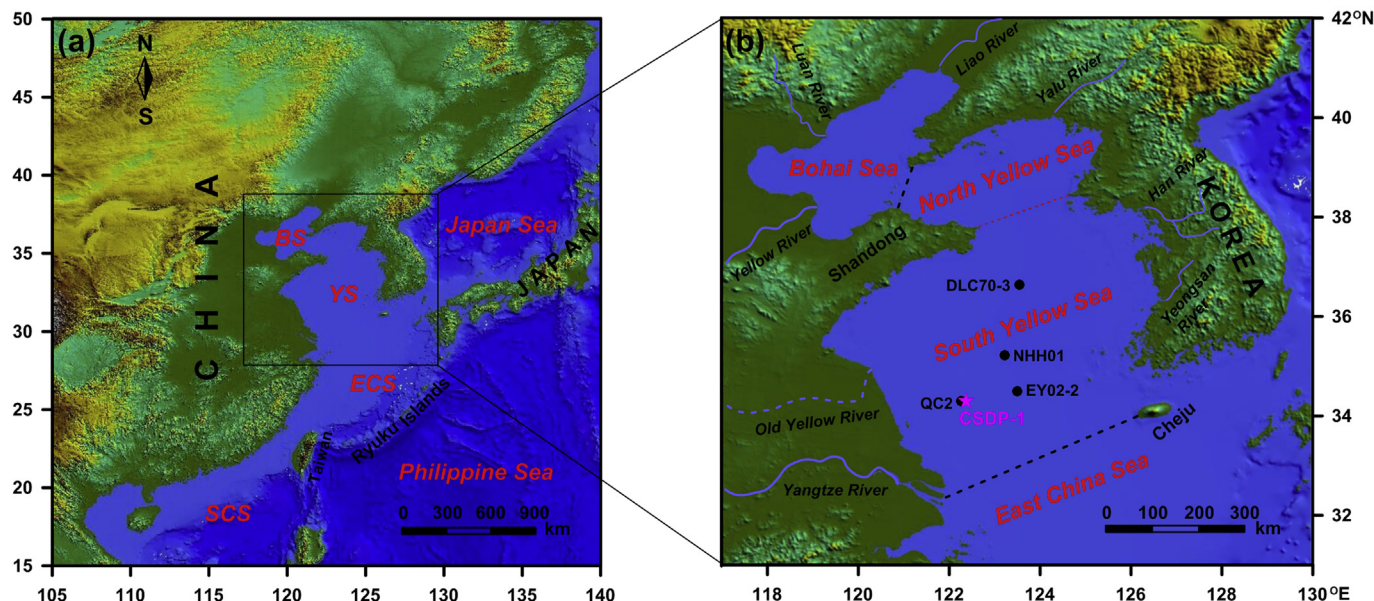 (a)
N
S
CHINA
BS
YS
ECS
SCS
Japan Sea
JAPAN
Ryuku Islands
Taiwan
Philippine Sea
0 300 600 900
km
50
45
40
35
30
25
20
15
105 110 115 120 125 130 135 140
(b)
Luan River
Liao River
Yalu River
Bohai Sea
North Yellow Sea
Han River
KOREA
Yellow River
Shandong
DLC70-3
South Yellow Sea
Yeongsan
River
NHH01
EY02-2
QC2
CSDP-1
Old Yellow River
Cheju
Yangtze River
East China Sea
0 100 200 300
km
42°N
40
38
36
34
32
118 120 122 124 126 128 130°E